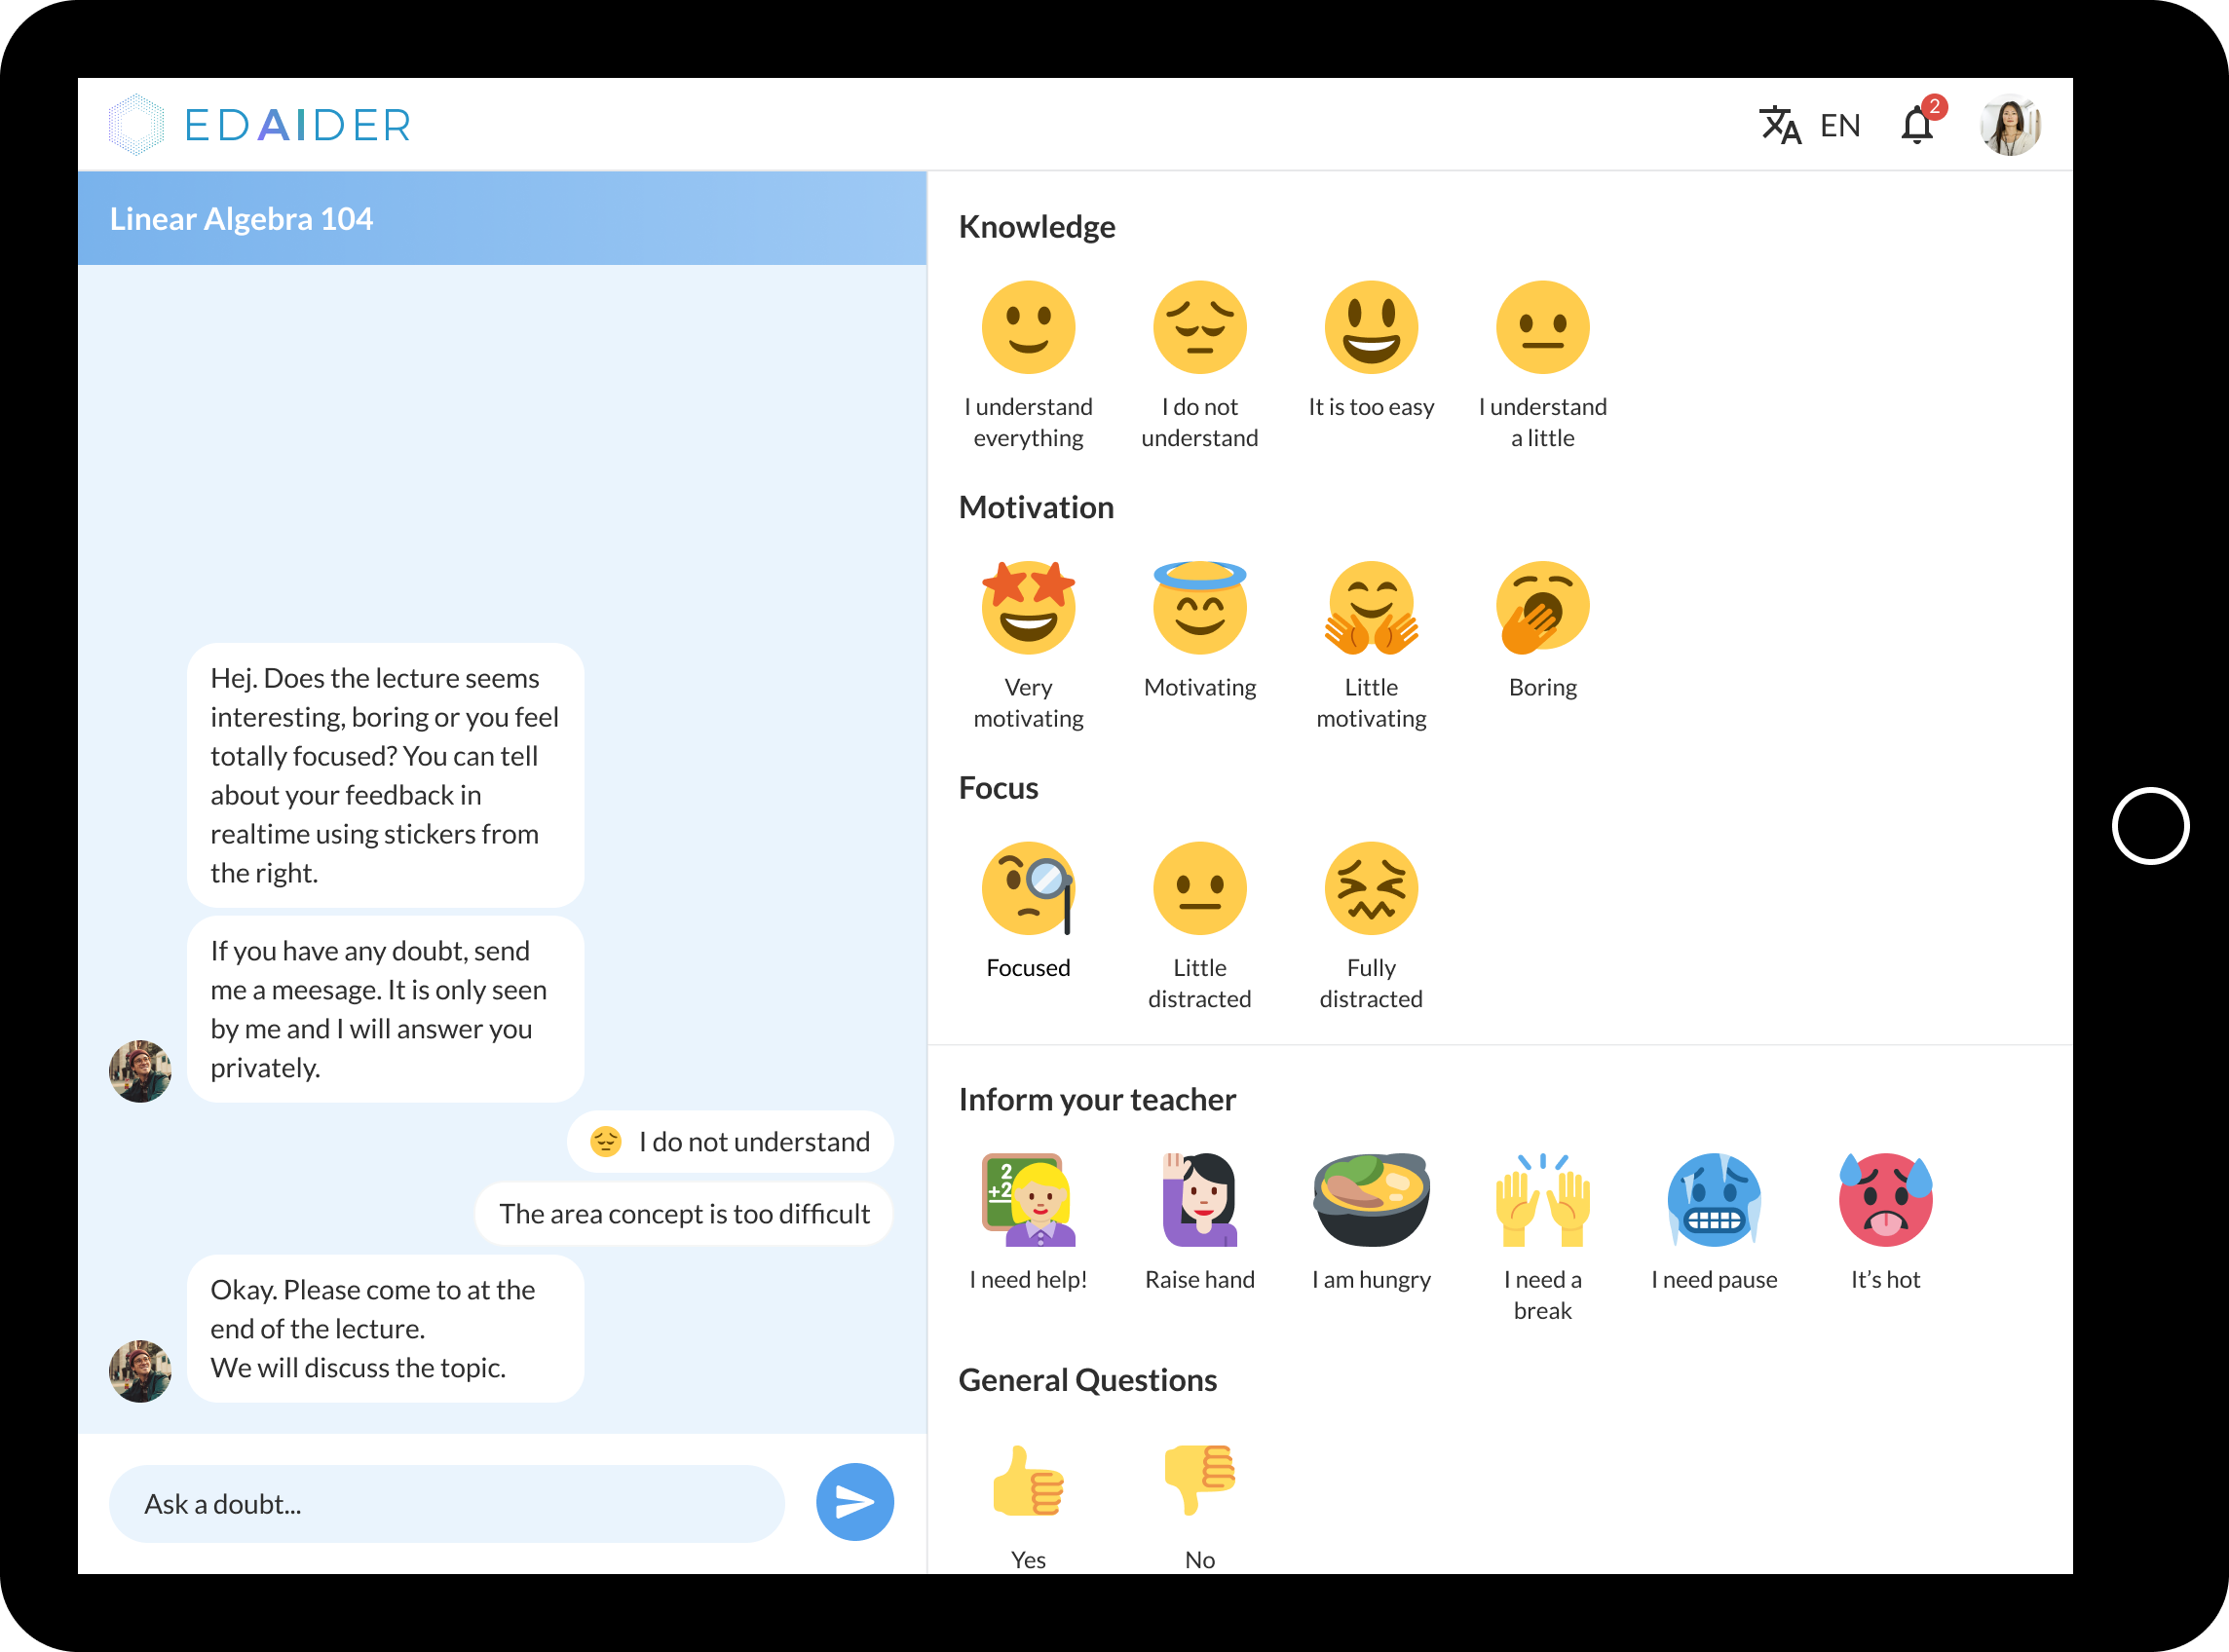 EDAIDER
EN
2
Linear Algebra 104
Hej. Does the lecture seems
interesting, boring or you feel
totally focused? You can tell
about your feedback in
realtime using stickers from
the right.
If you have any doubt, send
me a meesage. It is only seen
by me and I will answer you
privately.
I do not understand
The area concept is too difficult
Okay. Please come to at the
end of the lecture.
We will discuss the topic.
Ask a doubt...
Knowledge
I understand
everything
I do not
understand
It is too easy
I understand
a little
Motivation
Very
motivating
Motivating
Little
motivating
Boring
Focus
Focused
Little
distracted
Fully
distracted
Inform your teacher
2
+2
I need help!
Raise hand
I am hungry
I need a
break
I need pause
It’s hot
General Questions
Yes
No